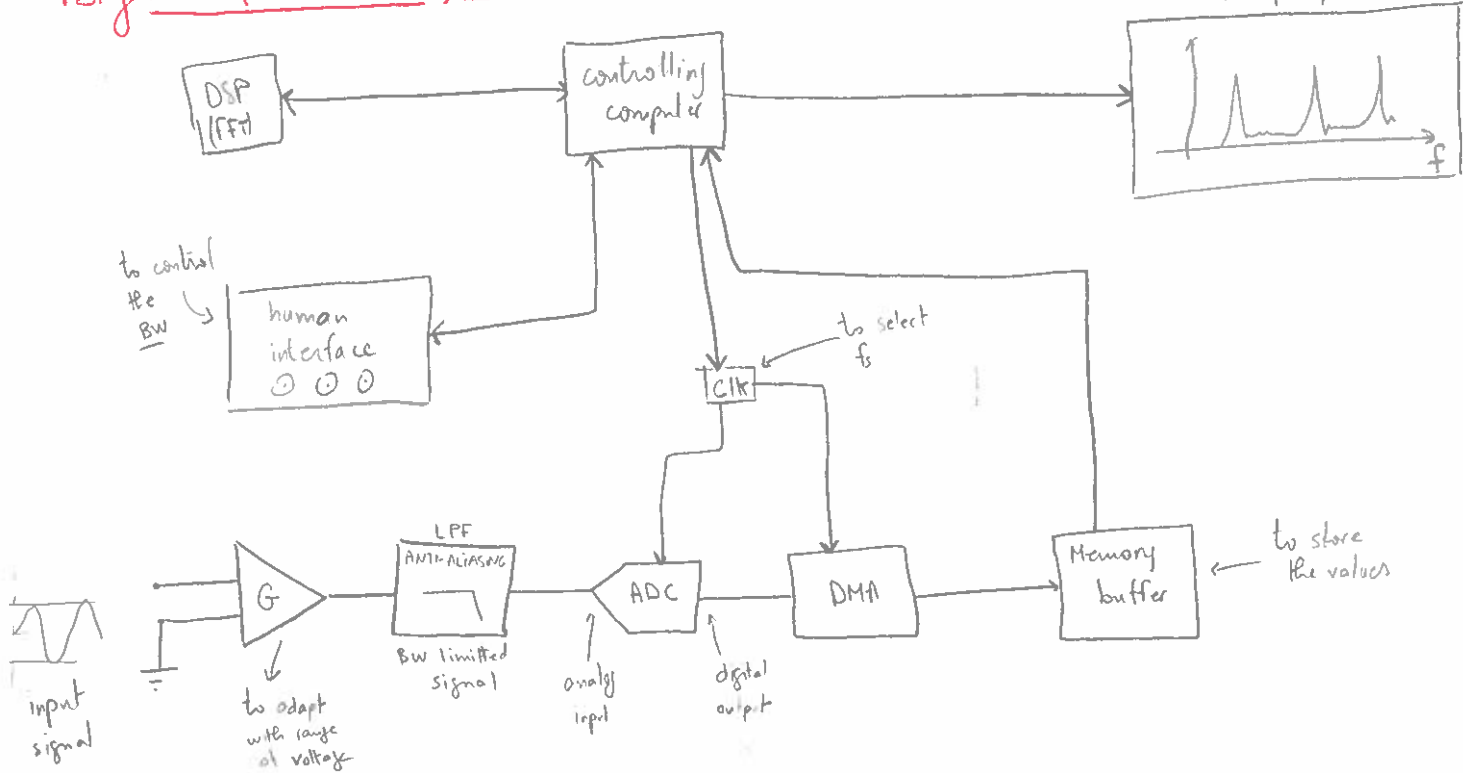 DSP
(FFT)
controlling
computer
f
to control
the
BW
human
interface
to select
fs
Clk
LPF
ANTI-ALIASING
G
ADC
DMA
Memory
buffer
to store
the values
BW limitted
signal
analog
input
digital
output
input
signal
to adapt
with range
of voltage